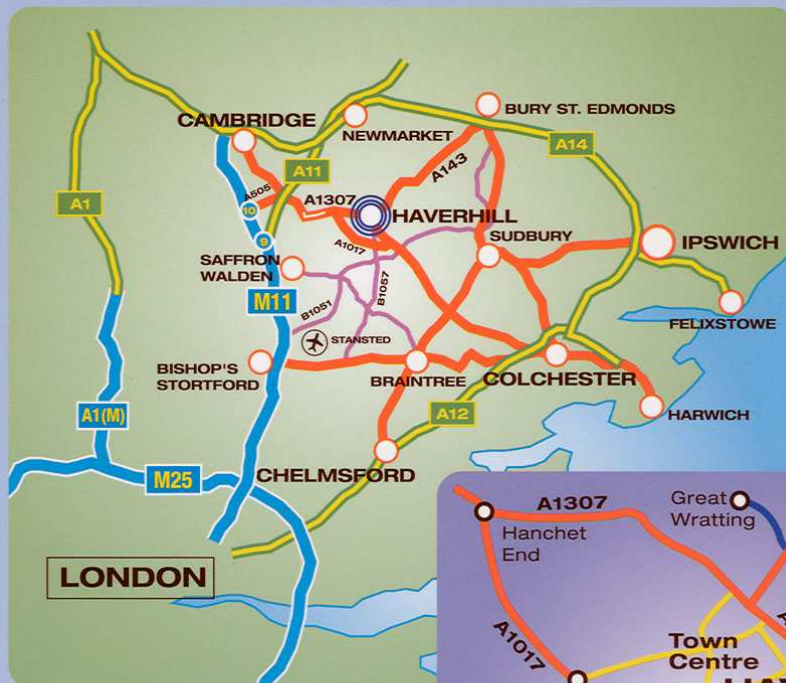 CAMBRIDGE
NEWMARKET
BURY ST. EDMONDS
A14
A143
A11
A505
A1307
A1
10
HAVERHILL
9
A1017
SUDBURY
IPSWICH
SAFFRON
WALDEN
M11
B1051
B1057
FELIXSTOWE
STANSTED
BISHOP'S
STORTFORD
BRAINTREE
COLCHESTER
A1(M)
A12
HARWICH
M25
CHELMSFORD
LONDON
A1307
Great
Wratting
Hanchet
End
A1017
Town
Centre